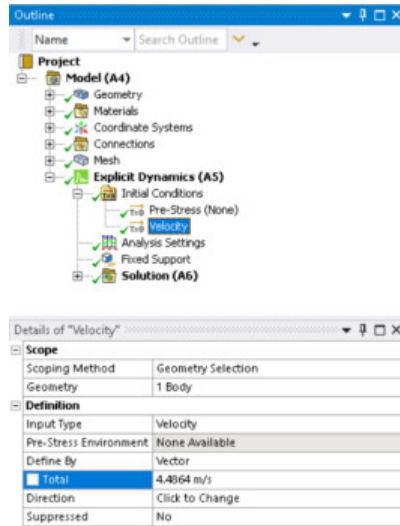 Outline
Name Search Outline
Project
Model (A4)
Geometry
Materials
Coordinate Systems
Connections
Mesh
Explicit Dynamics (A5)
Initial Conditions
T=0 Pre-Stress (None)
T=0 Velocity
Analysis Settings
Fixed Support
Solution (A6)
Details of "Velocity"
Scope
Scoping Method Geometry Selection
Geometry 1 Body
Definition
Input Type Velocity
Pre-Stress Environment None Available
Define By Vector
Total 4.4864 m/s
Direction Click to Change
Suppressed No